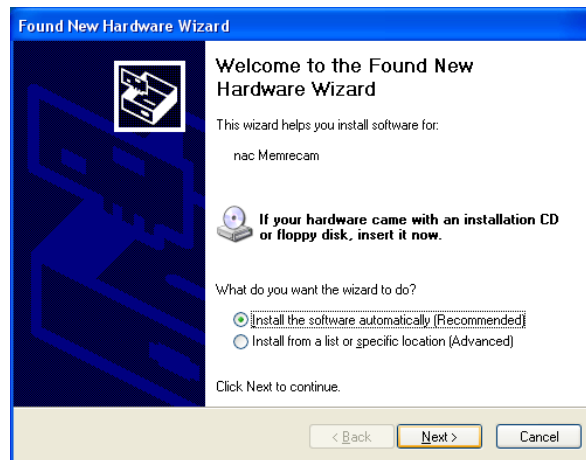 Found New Hardware Wizard
Welcome to the Found New
Hardware Wizard
This wizard helps you install software for:
nac Memrecam
If your hardware came with an installation CD
or floppy disk, insert it now.
What do you want the wizard to do?
Install the software automatically (Recommended)
Install from a list or specific location (Advanced)
Click Next to continue.
< Back Next > Cancel